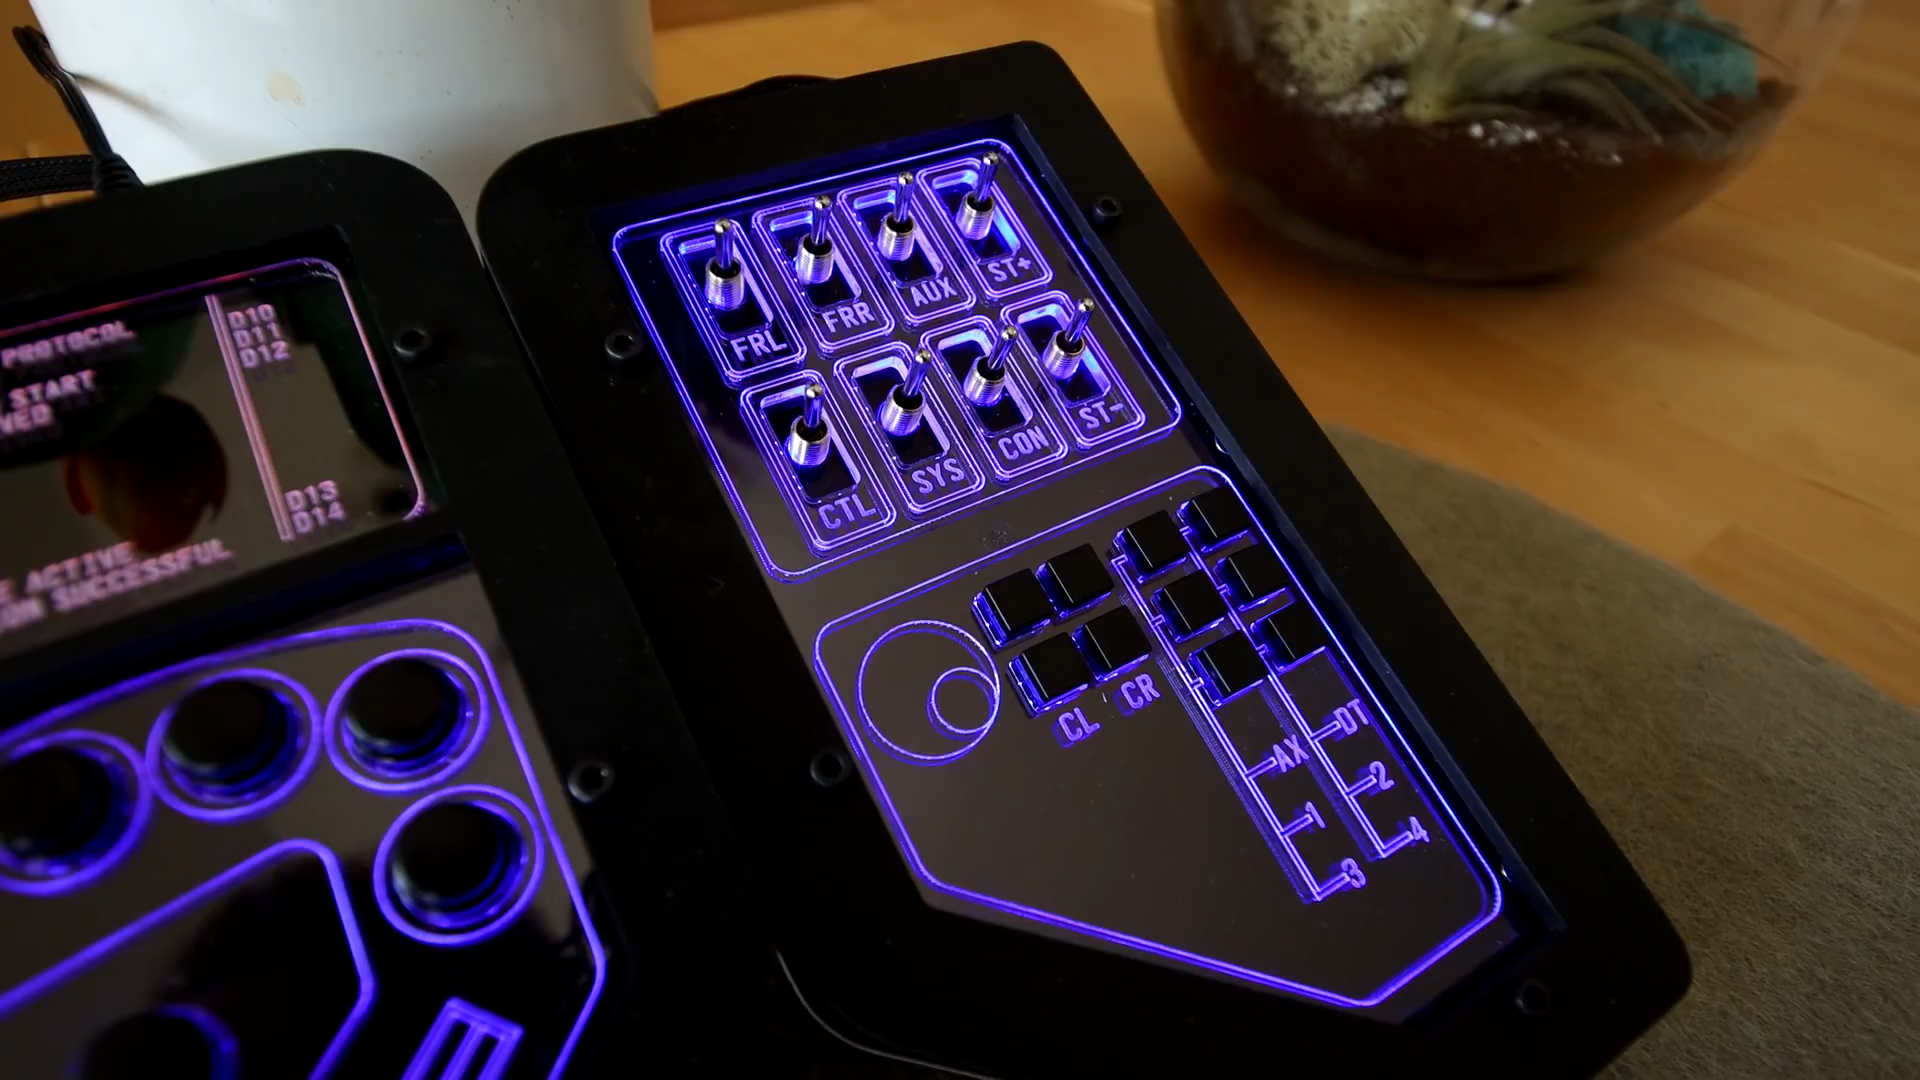 PROTOCOL
START
D10
D11
D12
D13
D14
ACTIVE
SUCCESSFUL
FRL
FRR
AUX
ST+
CTL
SYS
CON
ST-
CL
CR
AX
DT
1
2
3
4